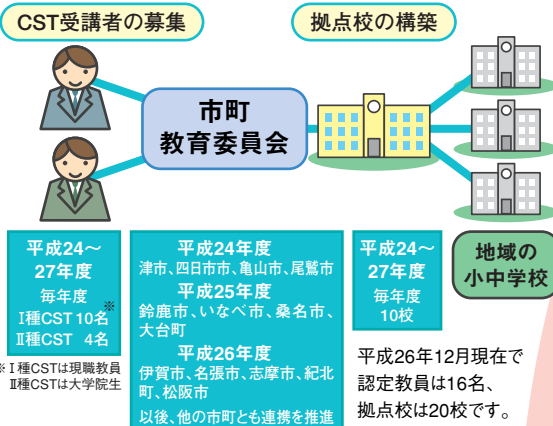 CST受講者の募集
拠点校の構築
市町
教育委員会
平成24〜
27年度
毎年度
Ⅰ種CST 10名※
Ⅱ種CST 4名
※Ⅰ種CSTは現職教員
Ⅱ種CSTは大学院生
平成24年度
津市、四日市市、亀山市、尾鷲市
平成25年度
鈴鹿市、いなべ市、桑名市、
大台町
平成26年度
伊賀市、名張市、志摩市、紀北
町、松阪市
以後、他の市町とも連携を推進
平成24〜
27年度
毎年度
10校
地域の
小中学校
平成26年12月現在で
認定教員は16名、
拠点校は20校です。